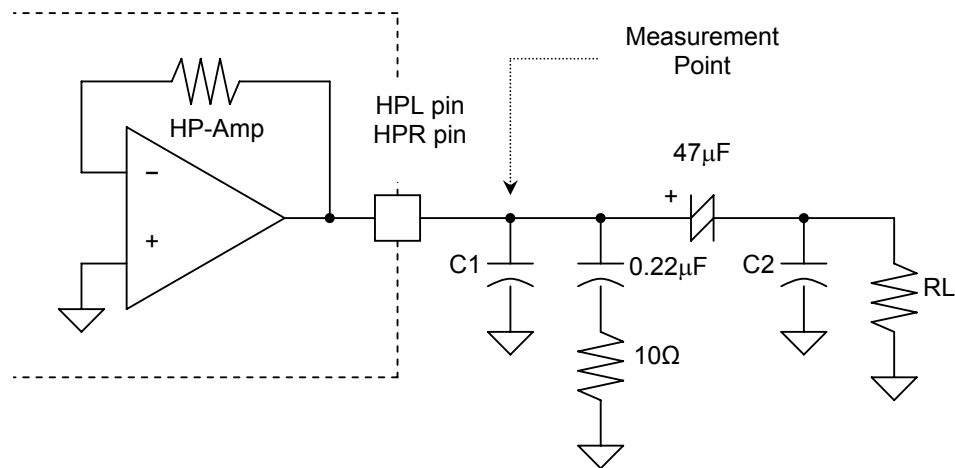 Measurement
Point
HPL pin
HPR pin
HP-Amp
47μF
−
+
+
C1
0.22μF
C2
RL
10Ω